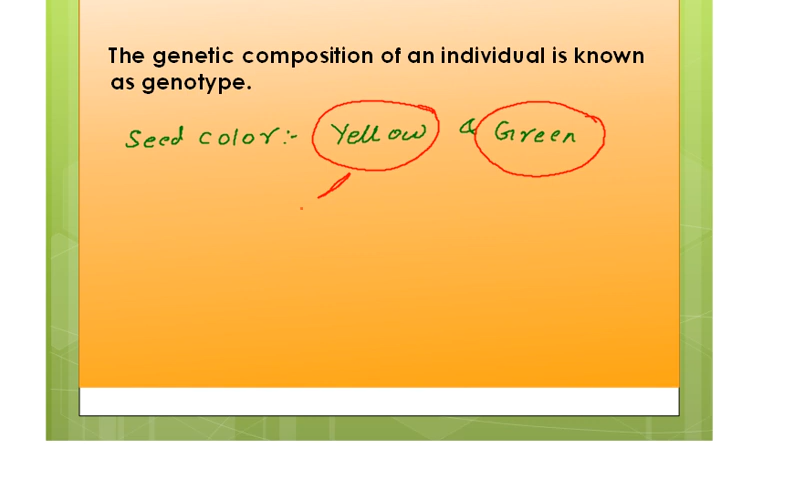 The genetic composition of an individual is known
as genotype.
Seed color:- Yellow & Green